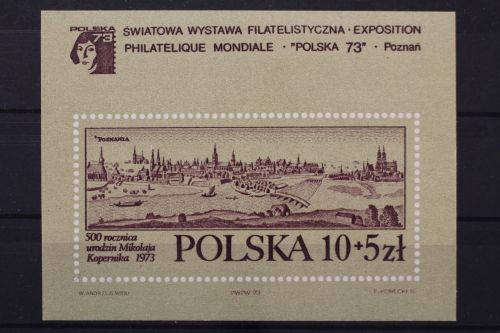 POLSKA
73
ŚWIATOWA WYSTAWA FILATELISTYCZNA · EXPOSITION
PHILATELIQUE MONDIALE · "POLSKA 73" · Poznań
POZNANIA
500 rocznica
urodzin Mikołaja
Kopernika 1973
POLSKA 10+5zł
PWPW 73